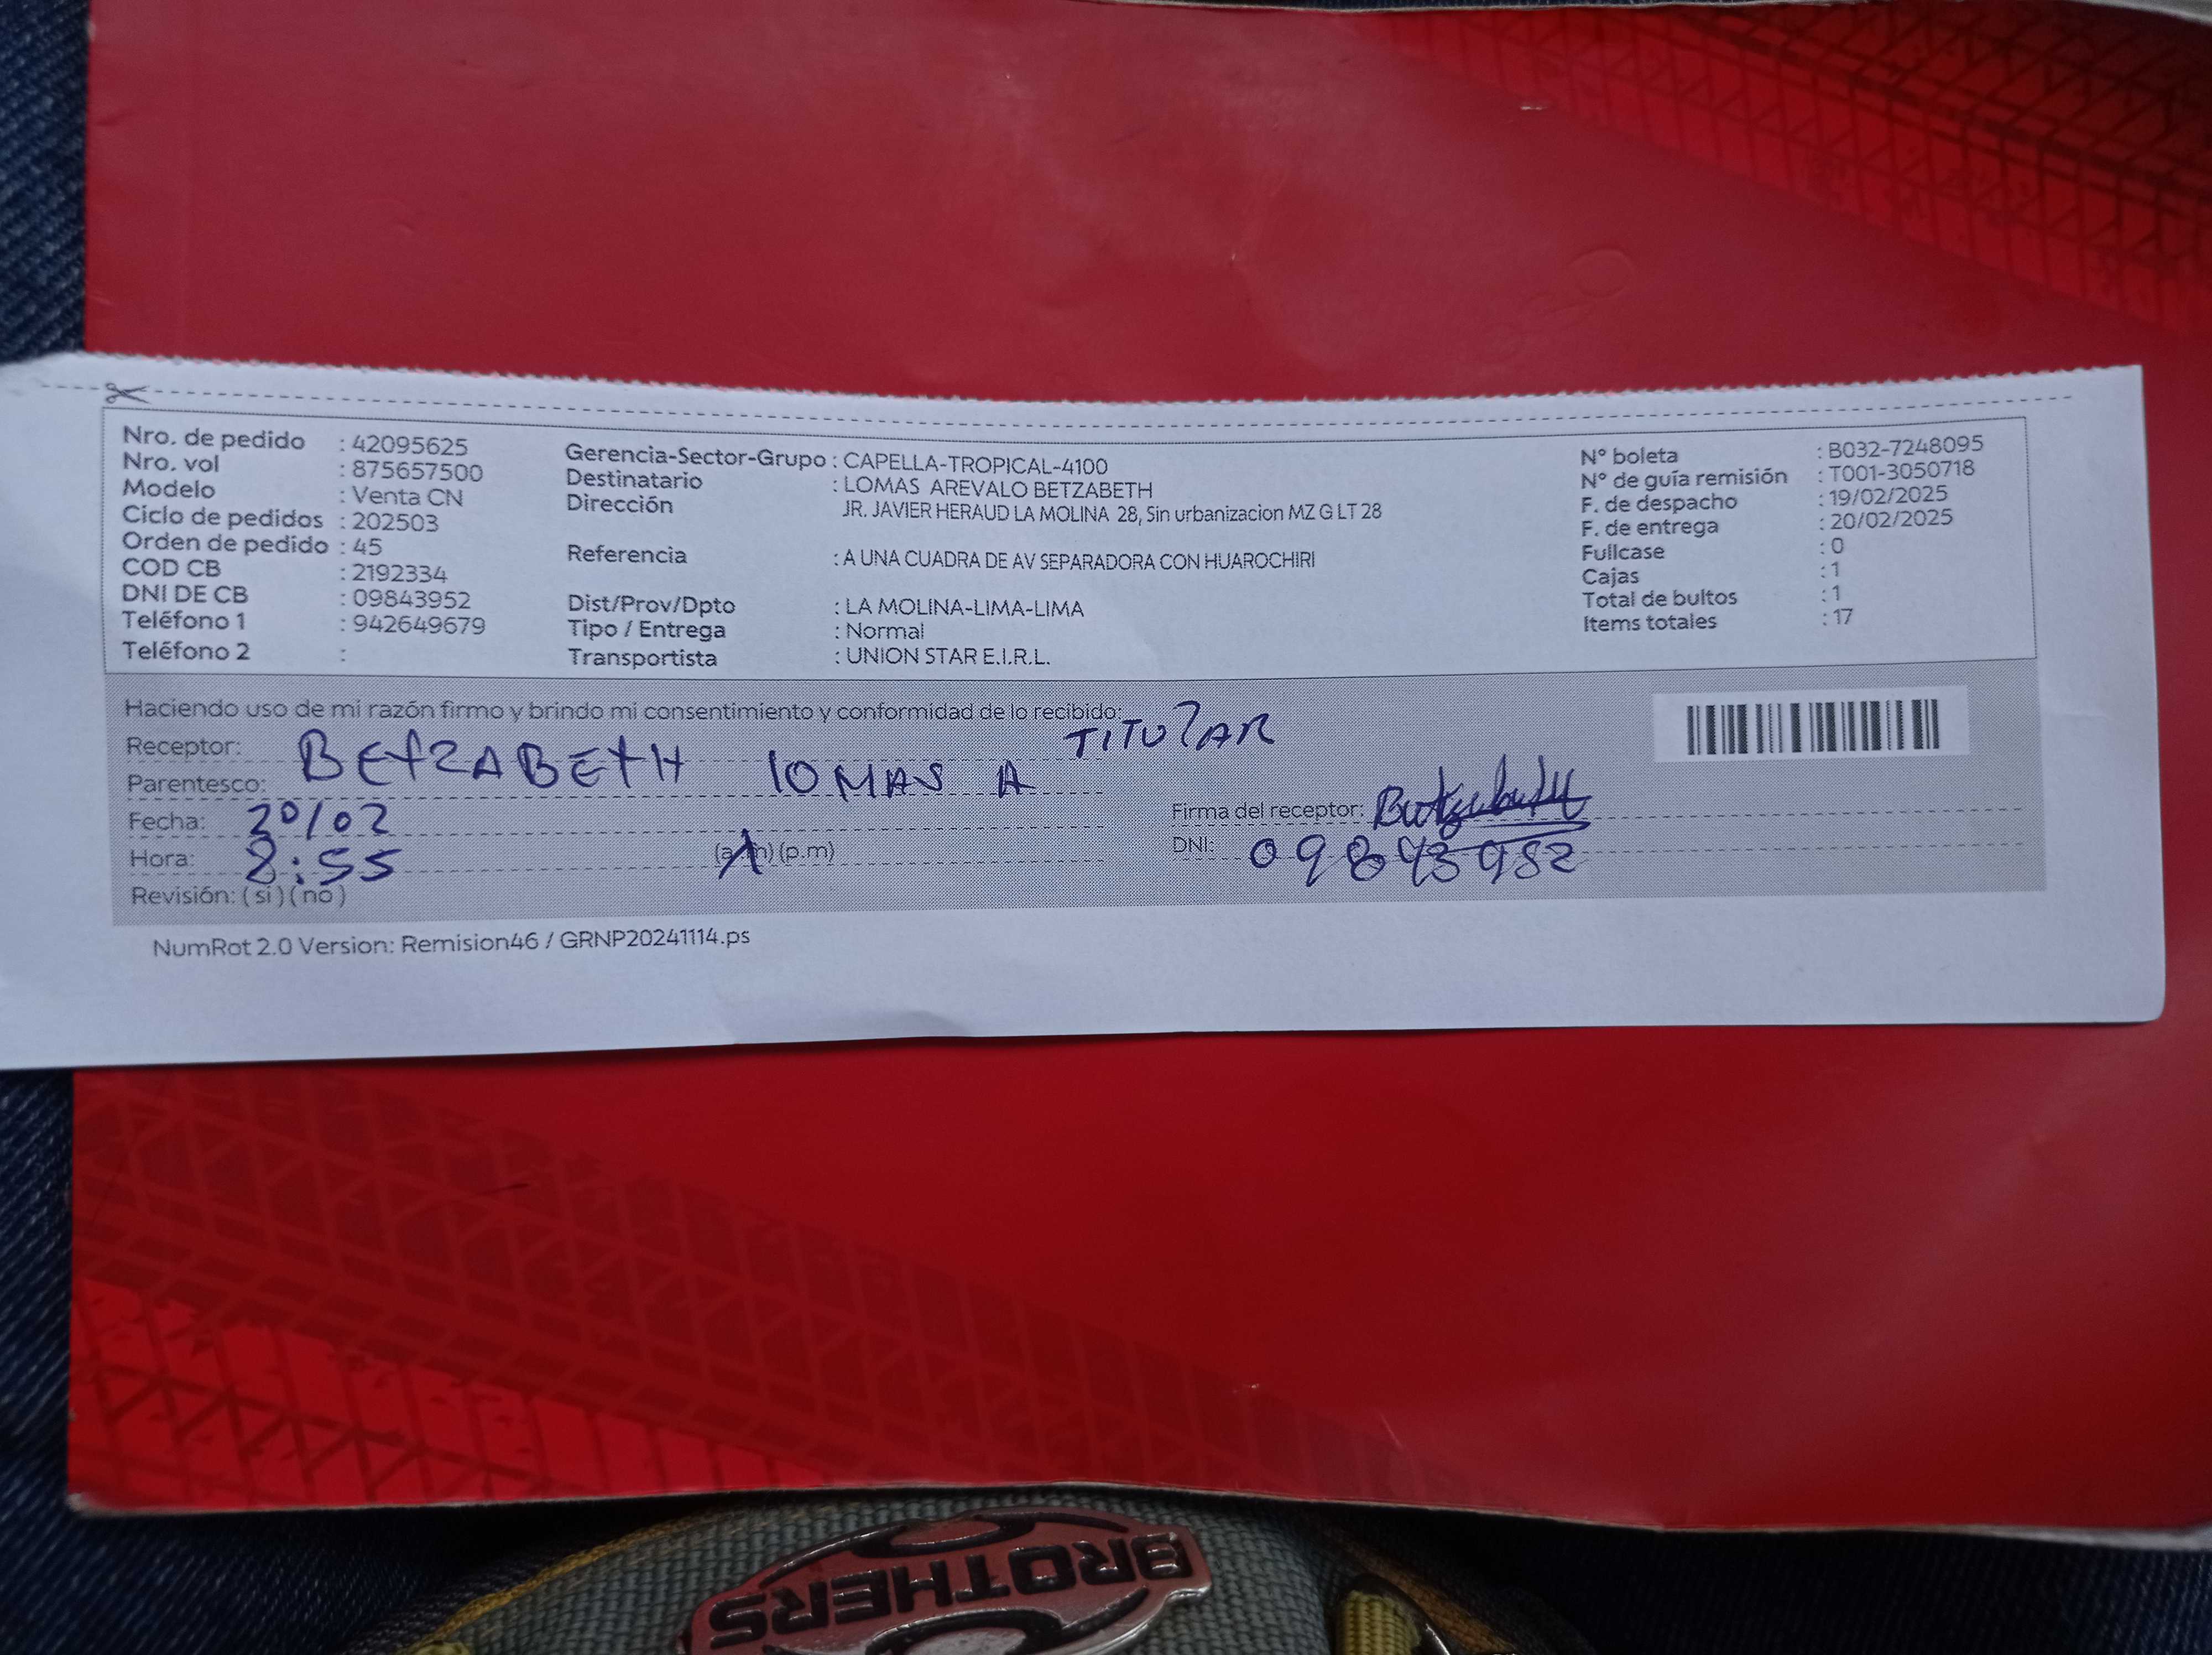 Nro. de pedido : 42095625
Nro. vol : 875657500
Modelo : Venta CN
Ciclo de pedidos : 202503
Orden de pedido : 45
COD CB : 2192334
DNI DE CB : 09843952
Teléfono 1 : 942649679
Teléfono 2 :
Gerencia-Sector-Grupo : CAPELLA-TROPICAL-4100
Destinatario : LOMAS AREVALO BETZABETH
Dirección JR. JAVIER HERAUD LA MOLINA 28, Sin urbanizacion MZ G LT 28
Referencia : A UNA CUADRA DE AV SEPARADORA CON HUAROCHIRI
Dist/Prov/Dpto : LA MOLINA-LIMA-LIMA
Tipo / Entrega : Normal
Transportista : UNION STAR E.I.R.L.
N° boleta : B032-7248095
N° de guía remisión : T001-3050718
F. de despacho : 19/02/2025
F. de entrega : 20/02/2025
Fullcase : 0
Cajas : 1
Total de bultos : 1
Items totales : 17
Haciendo uso de mi razón firmo y brindo mi consentimiento y conformidad de lo recibido:
TITULAR
Receptor: BETZABETH LOMAS A
Parentesco:
Fecha: 20/02
Hora: 8:55 (a.m) (p.m)
Revisión: ( si ) ( no )
Firma del receptor: Betzabeth
DNI: 09843952
NumRot 2.0 Version: Remision46 / GRNP20241114.ps
BROTHERS